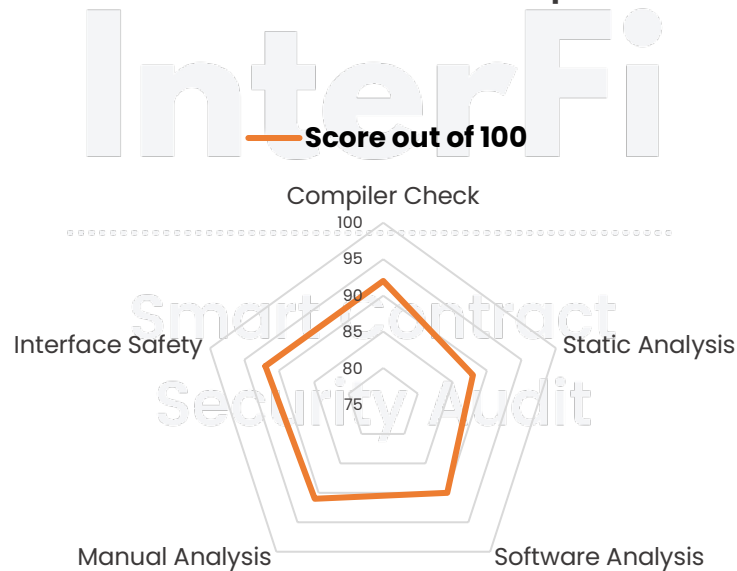 InterFi
Score out of 100
Compiler Check
100
95
90
85
80
75
Smart Contract
Interface Safety
Static Analysis
Security Audit
Manual Analysis
Software Analysis